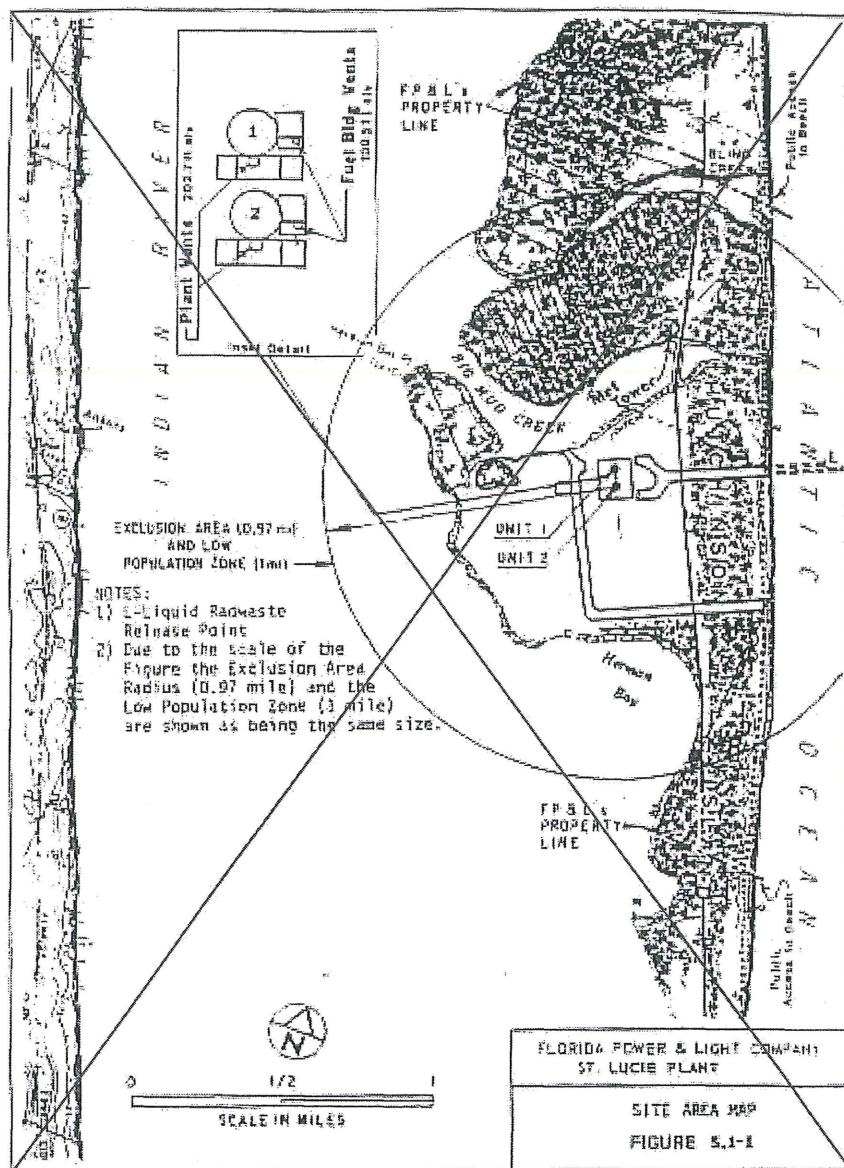 INDIAN RIVER
Plant Vents
Fuel Bldg Vents
1
2
Inset Detail
F P & L's
PROPERTY
LINE
Public Access
to Beach
BIG MUD CREEK
Met
Tower
HUTCHINSON
ISLAND
ATLANTIC OCEAN
L
UNIT 1
UNIT 2
EXCLUSION AREA (0.97 mi)
AND LOW
POPULATION ZONE (1mi)
NOTES:
1) L-Liquid Radwaste
Release Point
2) Due to the scale of the
Figure the Exclusion Area
Radius (0.97 mile) and the
Low Population Zone (1 mile)
are shown as being the same size.
Herman
Bay
F P & L's
PROPERTY
LINE
Public
Access to Beach
N
0 1/2 1
SCALE IN MILES
FLORIDA POWER & LIGHT COMPANY
ST. LUCIE PLANT
SITE AREA MAP
FIGURE 5.1-1